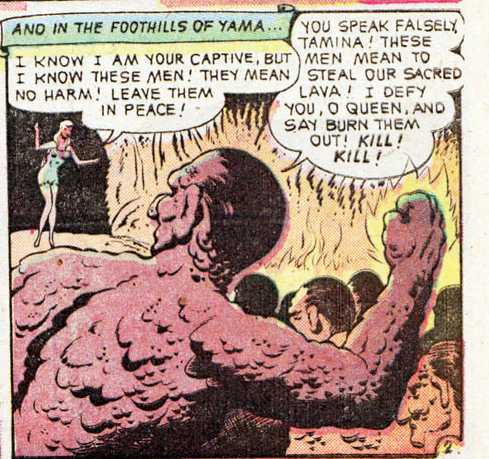 AND IN THE FOOTHILLS OF YAMA...
I KNOW I AM YOUR CAPTIVE, BUT
I KNOW THESE MEN! THEY MEAN
NO HARM! LEAVE THEM
IN PEACE!
YOU SPEAK FALSELY,
TAMINA! THESE
MEN MEAN TO
STEAL OUR SACRED
LAVA! I DEFY
YOU, O QUEEN, AND
SAY BURN THEM
OUT! KILL!
KILL!
2.